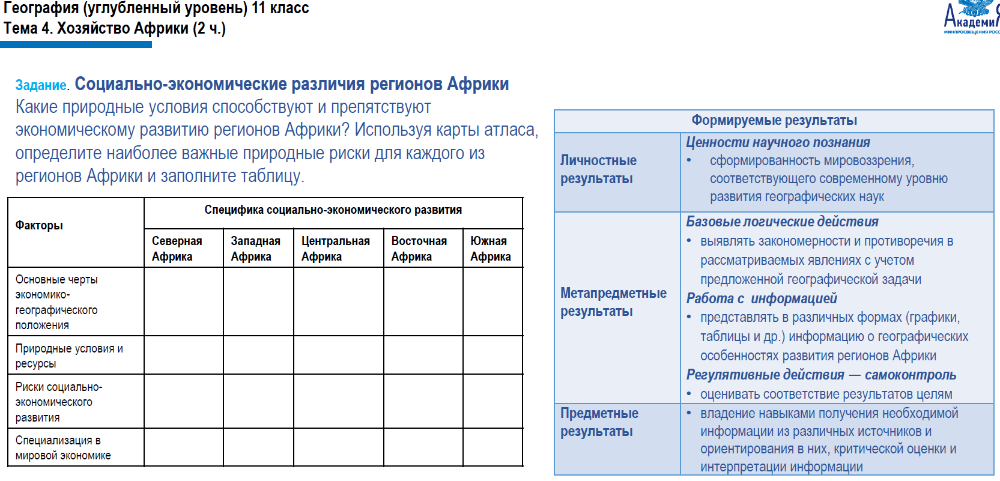 География (углубленный уровень) 11 класс
Тема 4. Хозяйство Африки (2 ч.)
Академия
МИНПРОСВЕЩЕНИЯ РОСС
Задание. Социально-экономические различия регионов Африки
Какие природные условия способствуют и препятствуют
экономическому развитию регионов Африки? Используя карты атласа,
определите наиболее важные природные риски для каждого из
регионов Африки и заполните таблицу.
Факторы
Специфика социально-экономического развития
Северная
Африка
Западная
Африка
Центральная
Африка
Восточная
Африка
Южная
Африка
Основные черты
экономико-
географического
положения
Природные условия и
ресурсы
Риски социально-
экономического
развития
Специализация в
мировой экономике
Формируемые результаты
Личностные
результаты
Ценности научного познания
• сформированность мировоззрения,
соответствующего современному уровню
развития географических наук
Метапредметные
результаты
Базовые логические действия
• выявлять закономерности и противоречия в
рассматриваемых явлениях с учетом
предложенной географической задачи
Работа с информацией
• представлять в различных формах (графики,
таблицы и др.) информацию о географических
особенностях развития регионов Африки
Регулятивные действия — самоконтроль
• оценивать соответствие результатов целям
Предметные
результаты
• владение навыками получения необходимой
информации из различных источников и
ориентирования в них, критической оценки и
интерпретации информации